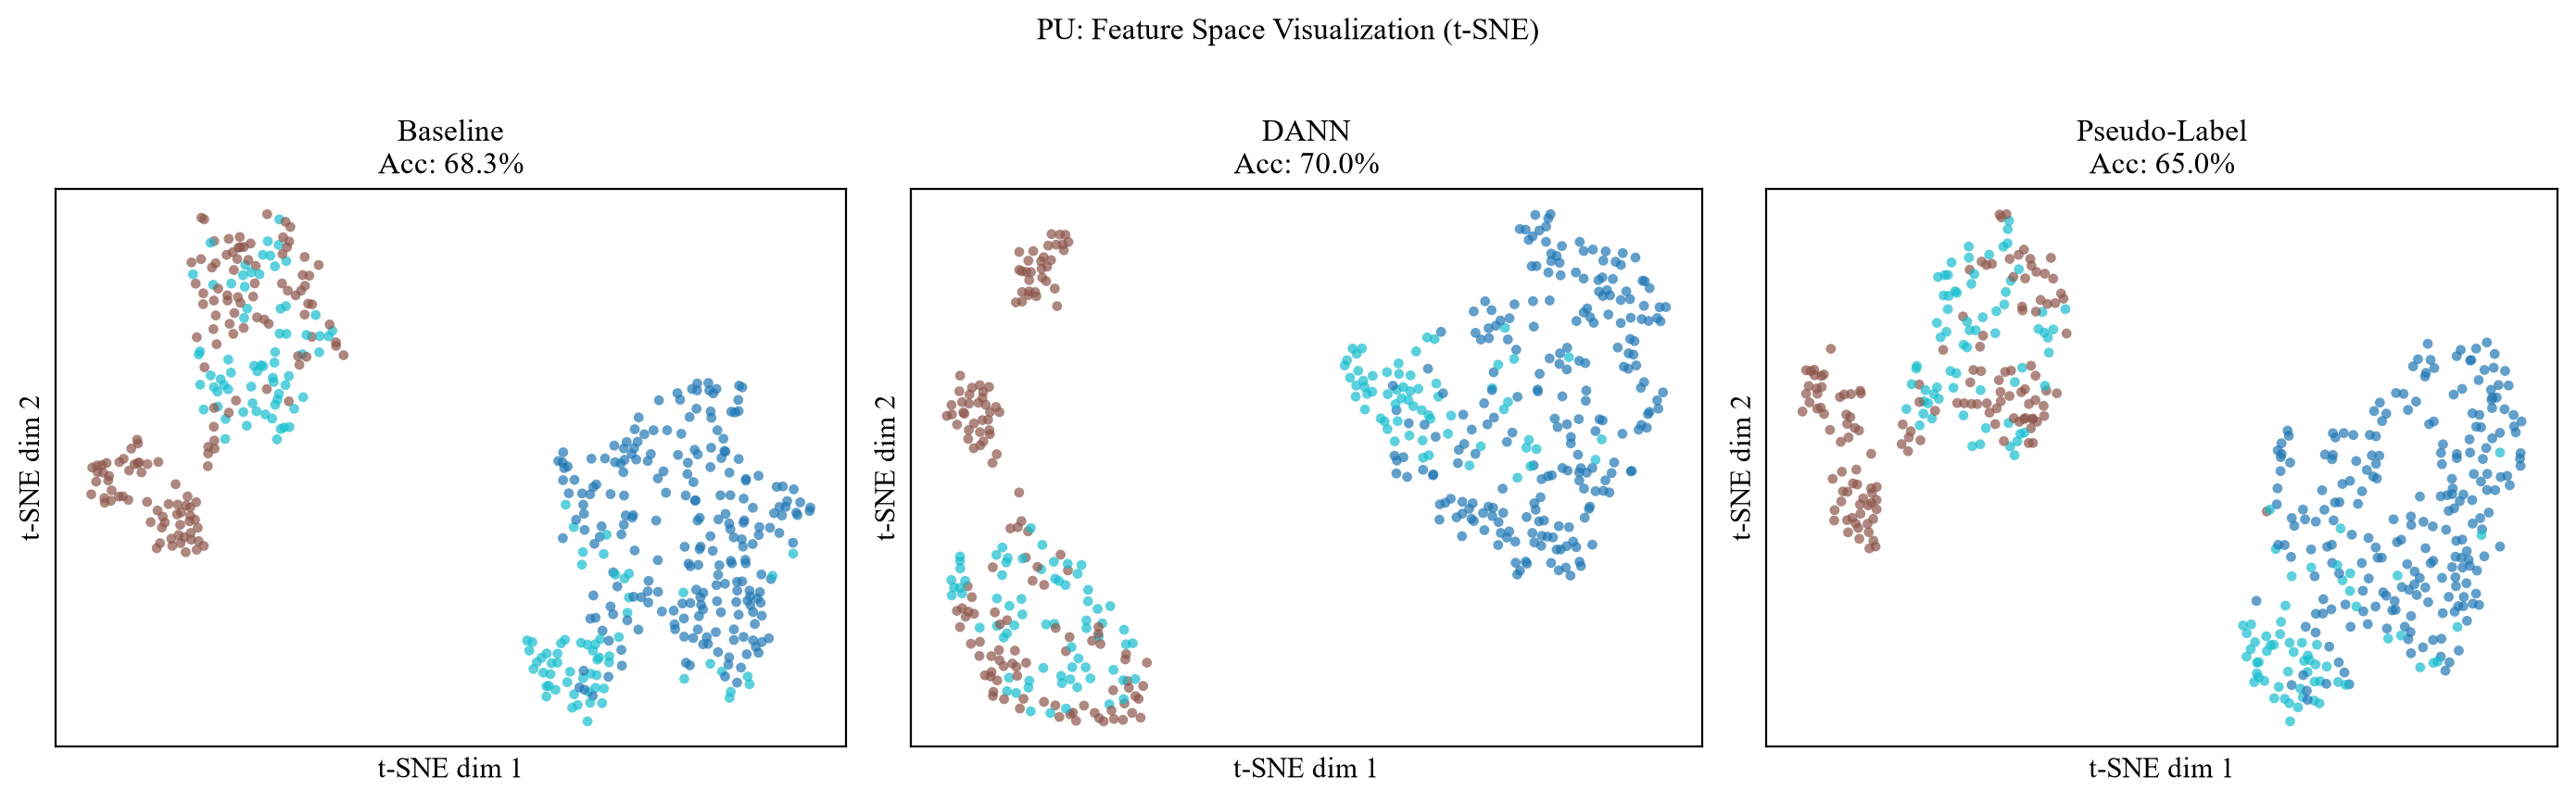 PU: Feature Space Visualization (t-SNE)
Baseline
Acc: 68.3%
t-SNE dim 2
t-SNE dim 1
DANN
Acc: 70.0%
t-SNE dim 2
t-SNE dim 1
Pseudo-Label
Acc: 65.0%
t-SNE dim 2
t-SNE dim 1